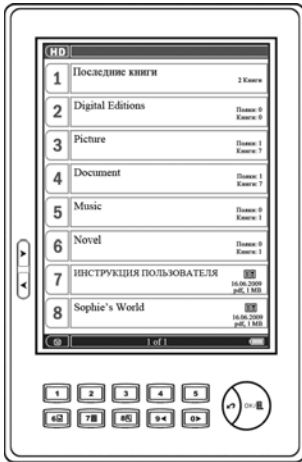 HD
1 Последние книги
2 Книги
2 Digital Editions
Полки: 0
Книги: 0
3 Picture
Полки: 1
Книги: 7
4 Document
Полки: 1
Книги: 7
5 Music
Полки: 0
Книги: 1
6 Novel
Полки: 0
Книги: 1
7 ИНСТРУКЦИЯ ПОЛЬЗОВАТЕЛЯ
16.06.2009
pdf, 1 MB
8 Sophie's World
16.06.2009
pdf, 1 MB
1 of 1
1 2 3 4 5
6 7 8 9 0
OK/